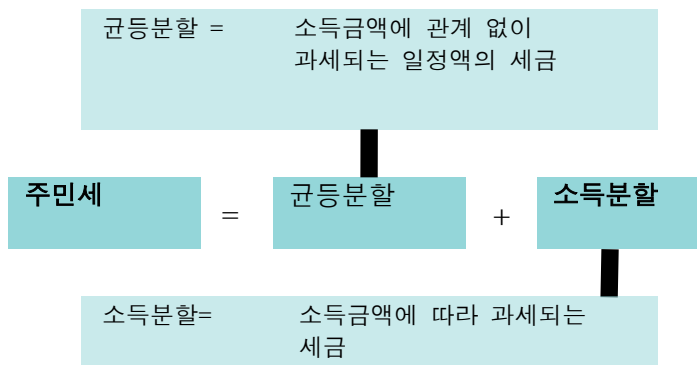 균등분할 = 소득금액에 관계 없이
과세되는 일정액의 세금
주민세 = 균등분할 + 소득분할
소득분할= 소득금액에 따라 과세되는
세금